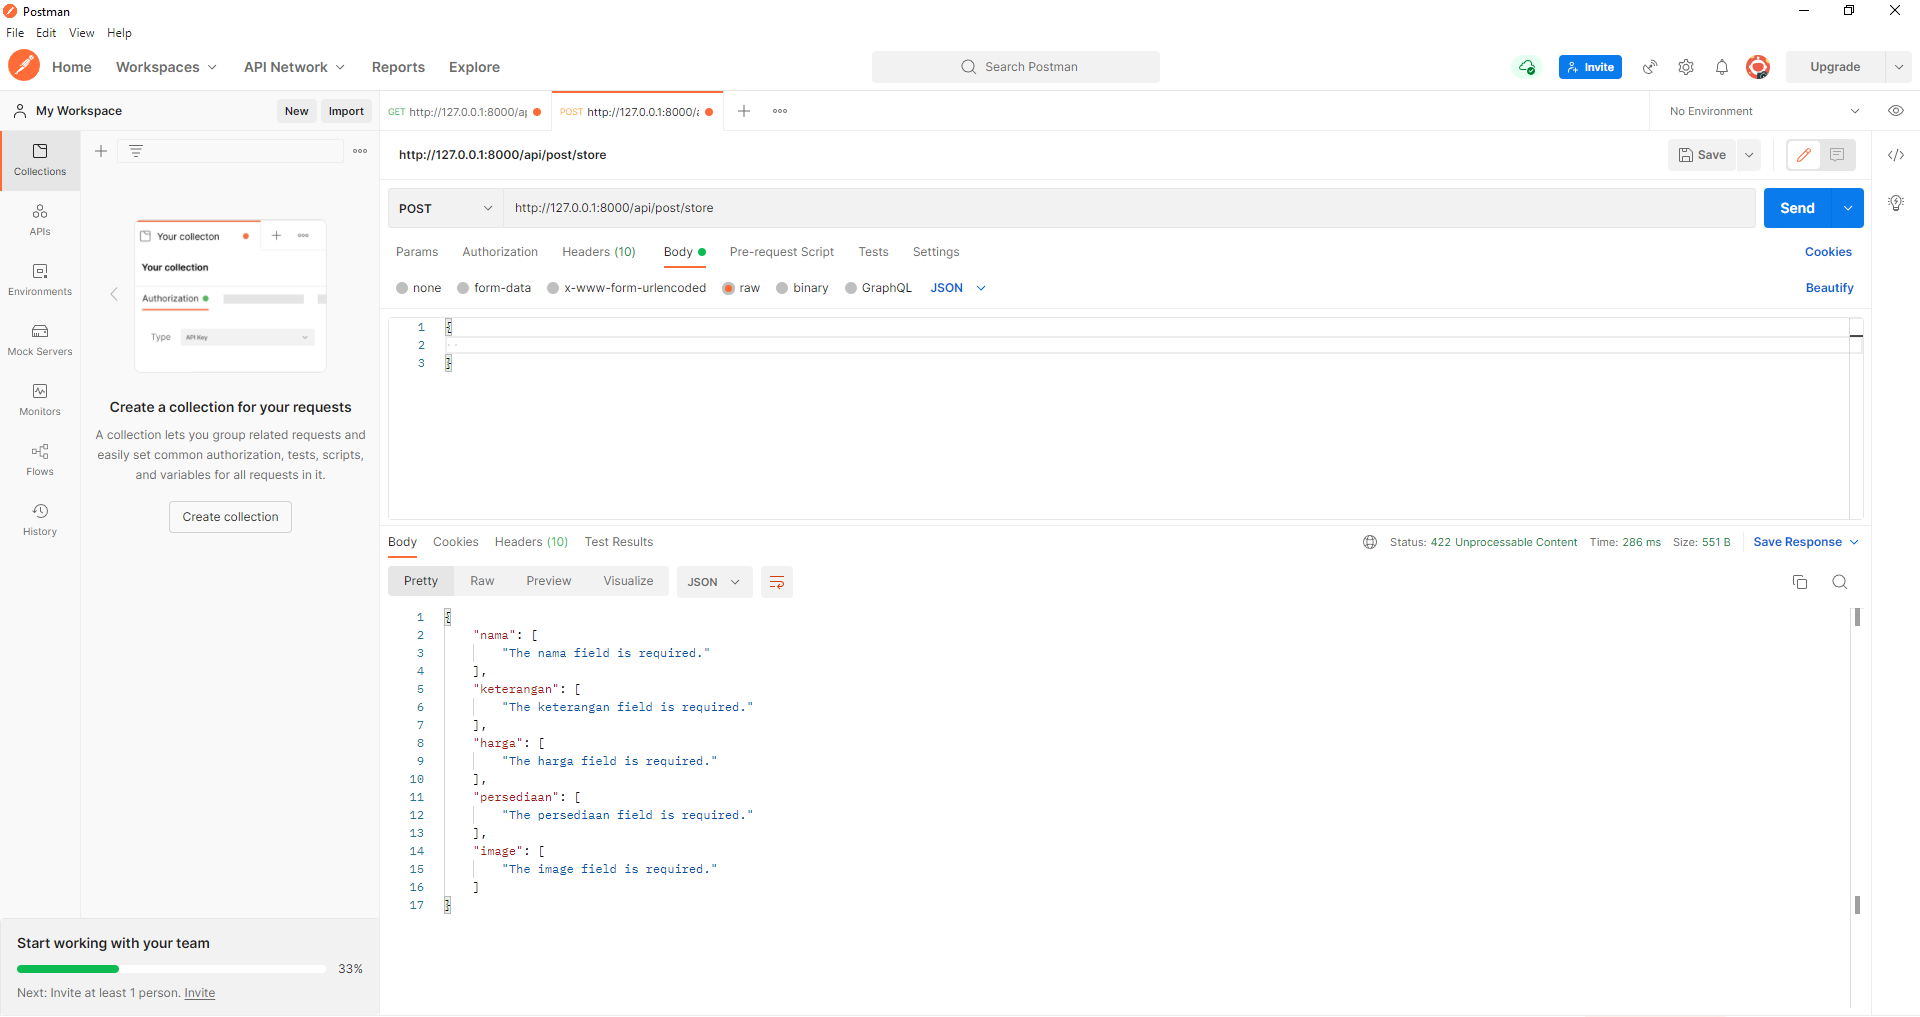 Postman
File Edit View Help
Home Workspaces API Network Reports Explore Search Postman Invite Upgrade
My Workspace New Import GET http://127.0.0.1:8000/ap POST http://127.0.0.1:8000/a No Environment
Collections
APIs
Environments
Mock Servers
Monitors
Flows
History
Your collecton
Your collection
Authorization
Type API Key
Create a collection for your requests
A collection lets you group related requests and
easily set common authorization, tests, scripts,
and variables for all requests in it.
Create collection
Start working with your team
33%
Next: Invite at least 1 person. Invite
http://127.0.0.1:8000/api/post/store Save
POST http://127.0.0.1:8000/api/post/store Send
Params Authorization Headers (10) Body Pre-request Script Tests Settings Cookies
none form-data x-www-form-urlencoded raw binary GraphQL JSON Beautify
1 {
2
3 }
Body Cookies Headers (10) Test Results Status: 422 Unprocessable Content Time: 286 ms Size: 551 B Save Response
Pretty Raw Preview Visualize JSON
1 {
2 "nama": [
3 "The nama field is required."
4 ],
5 "keterangan": [
6 "The keterangan field is required."
7 ],
8 "harga": [
9 "The harga field is required."
10 ],
11 "persediaan": [
12 "The persediaan field is required."
13 ],
14 "image": [
15 "The image field is required."
16 ]
17 }